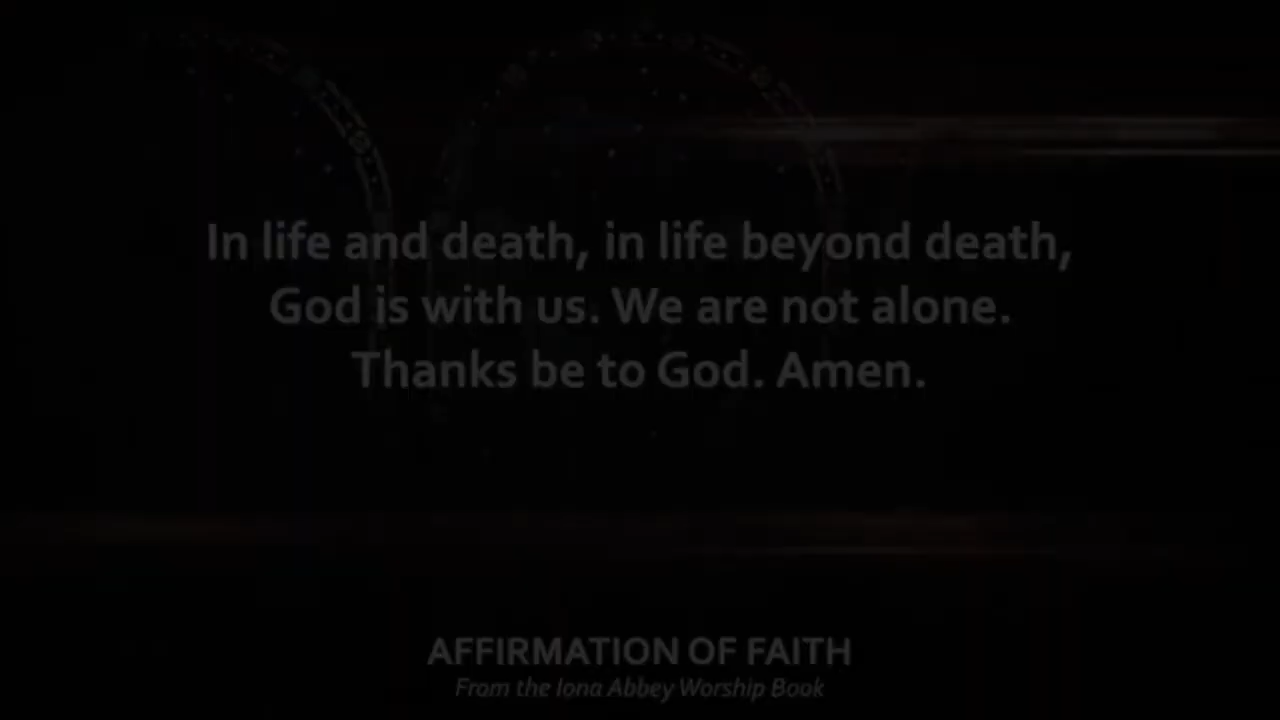 In life and death, in life beyond death,
God is with us. We are not alone.
Thanks be to God. Amen.
AFFIRMATION OF FAITH
From the Iona Abbey Worship Book